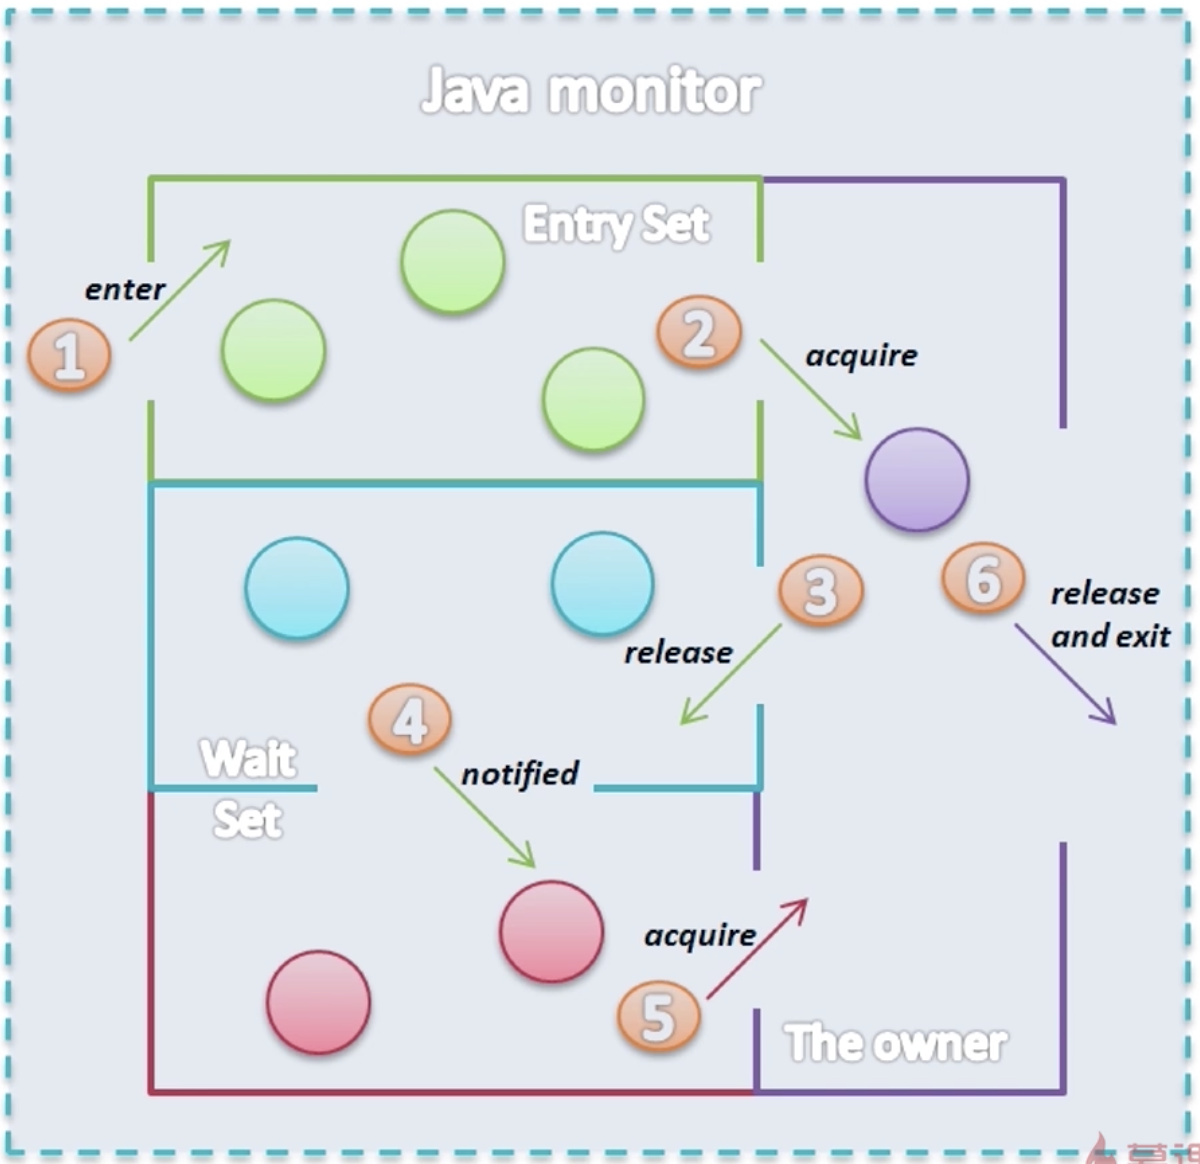 Java monitor
Entry Set
enter
1
2
acquire
3
6
release
and exit
release
4
notified
Wait
Set
acquire
5
The owner